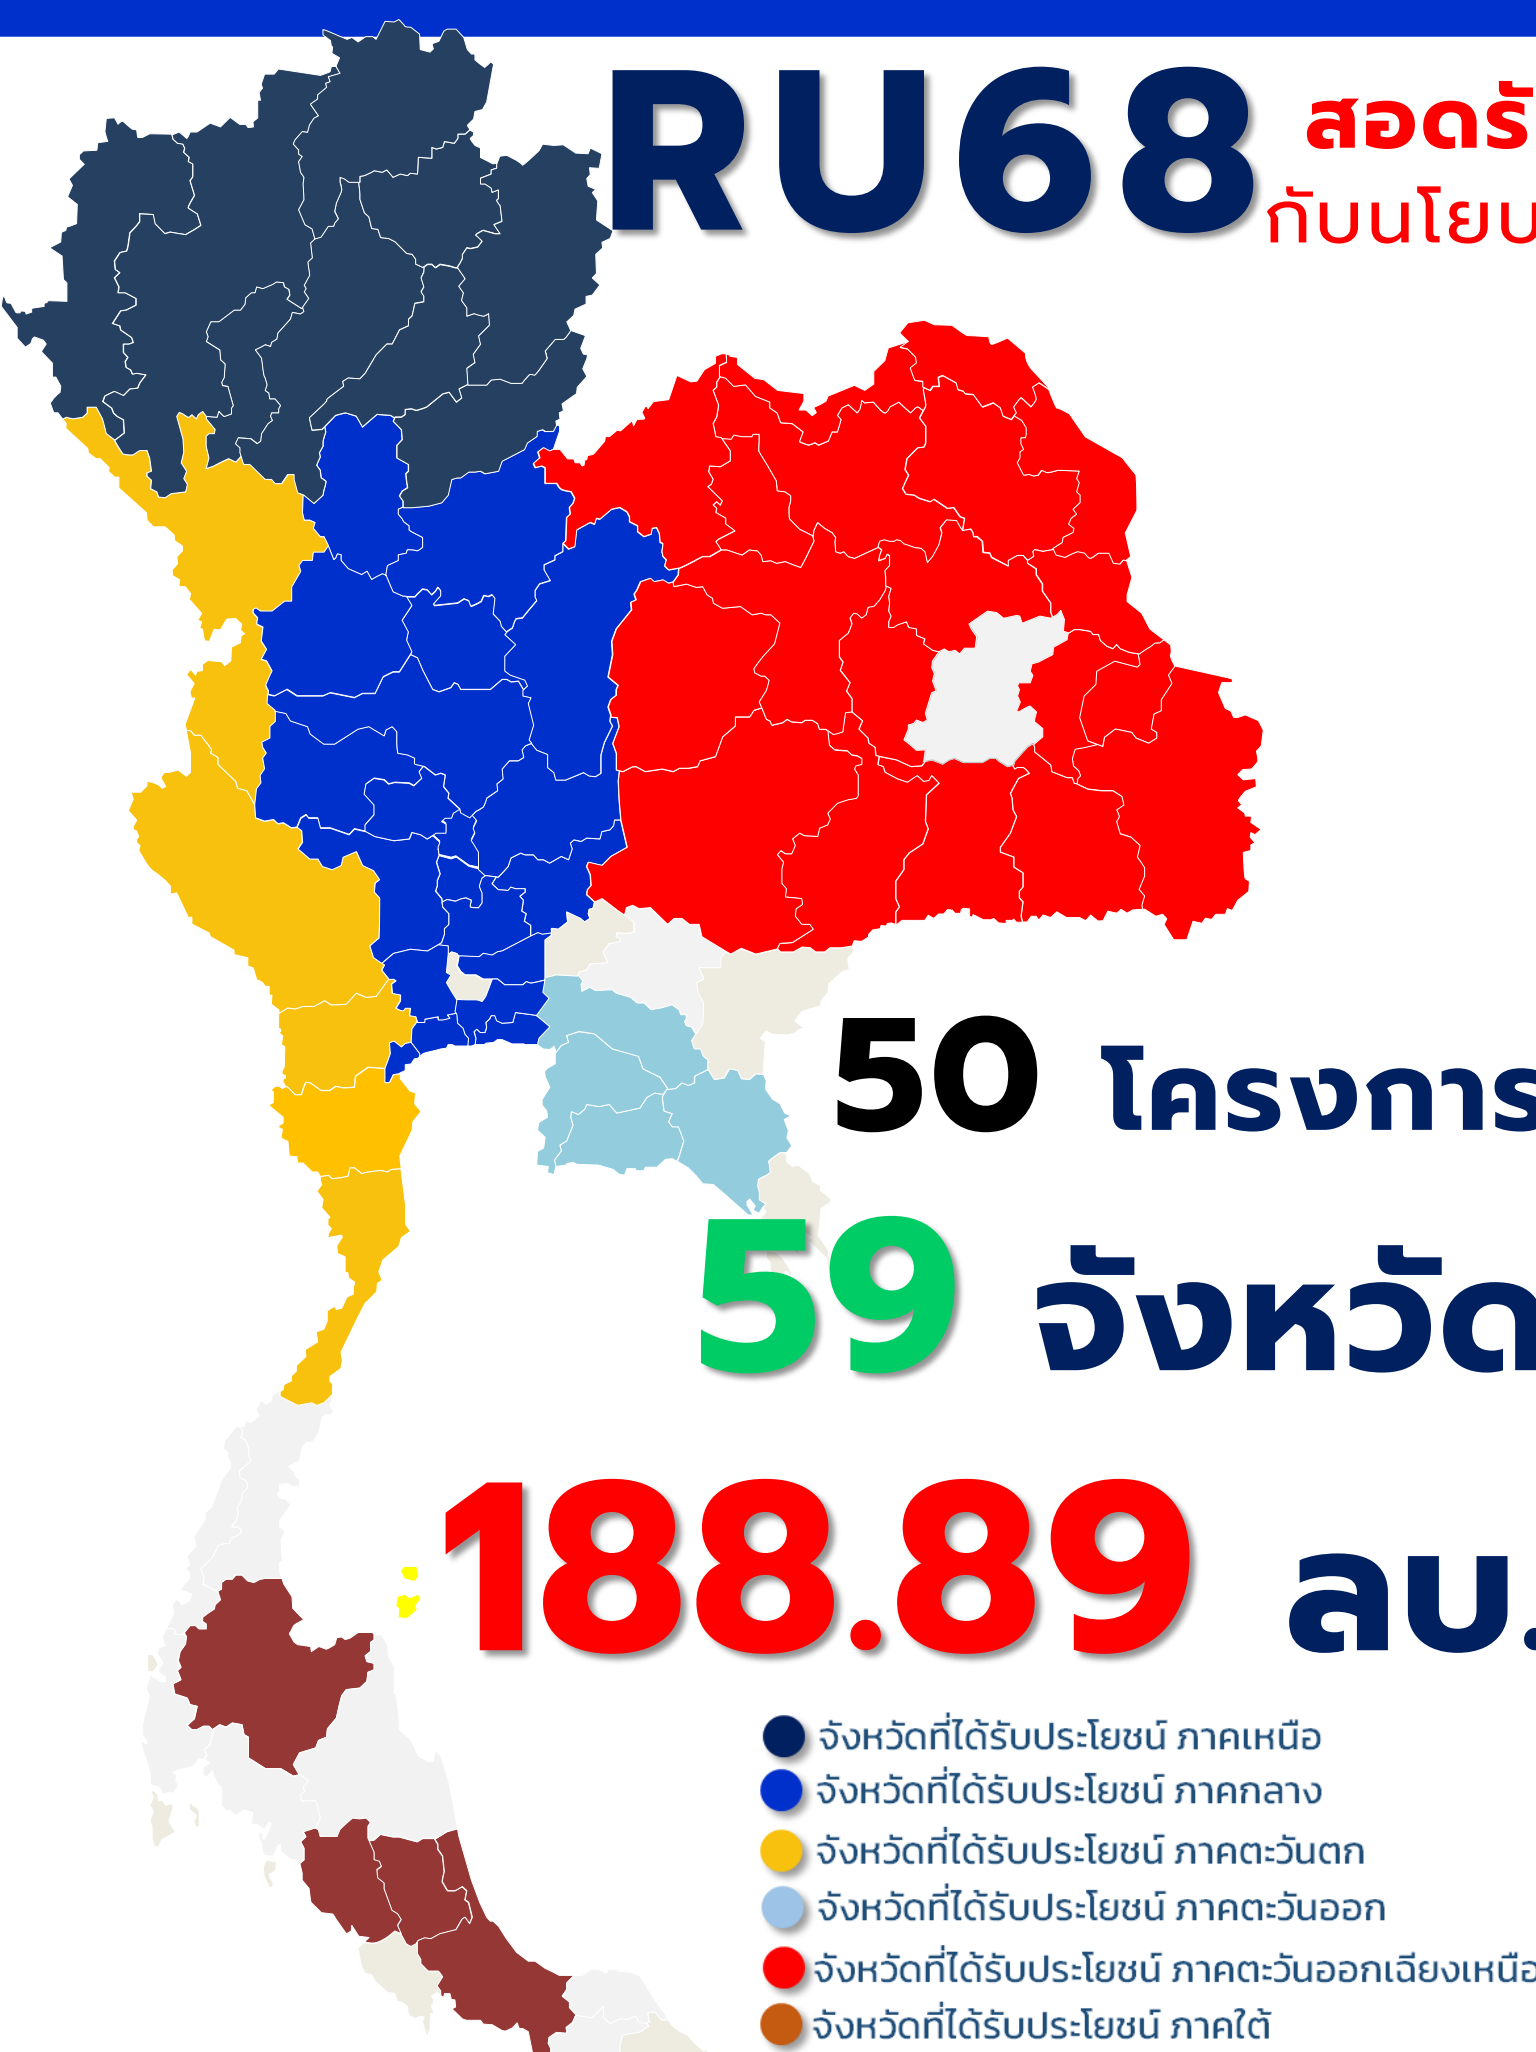 RU68 สอดรั
กับนโยบ
50 โครงการ
59 จังหวัด
188.89 ลบ.
จังหวัดที่ได้รับประโยชน์ ภาคเหนือ
จังหวัดที่ได้รับประโยชน์ ภาคกลาง
จังหวัดที่ได้รับประโยชน์ ภาคตะวันตก
จังหวัดที่ได้รับประโยชน์ ภาคตะวันออก
จังหวัดที่ได้รับประโยชน์ ภาคตะวันออกเฉียงเหนือ
จังหวัดที่ได้รับประโยชน์ ภาคใต้